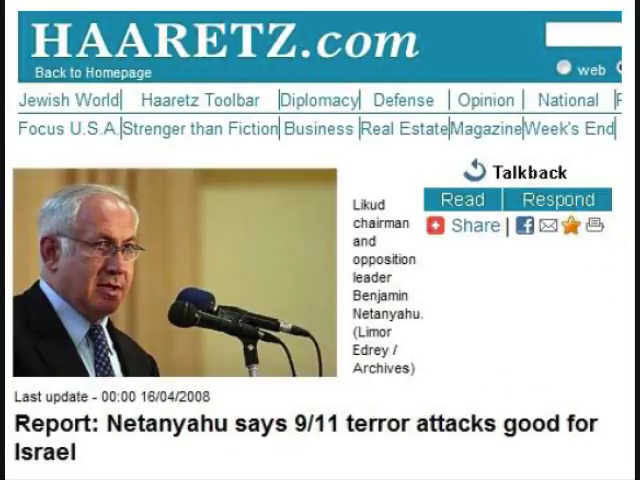 HAARETZ.com
Back to Homepage
web
Jewish World| Haaretz Toolbar |Diplomacy| Defense | Opinion | National |
Focus U.S.A.|Strenger than Fiction| Business |Real Estate|Magazine|Week's End|
Talkback
Read Respond
Share |
Likud
chairman
and
opposition
leader
Benjamin
Netanyahu.
(Limor
Edrey /
Archives)
Last update - 00:00 16/04/2008
Report: Netanyahu says 9/11 terror attacks good for
Israel